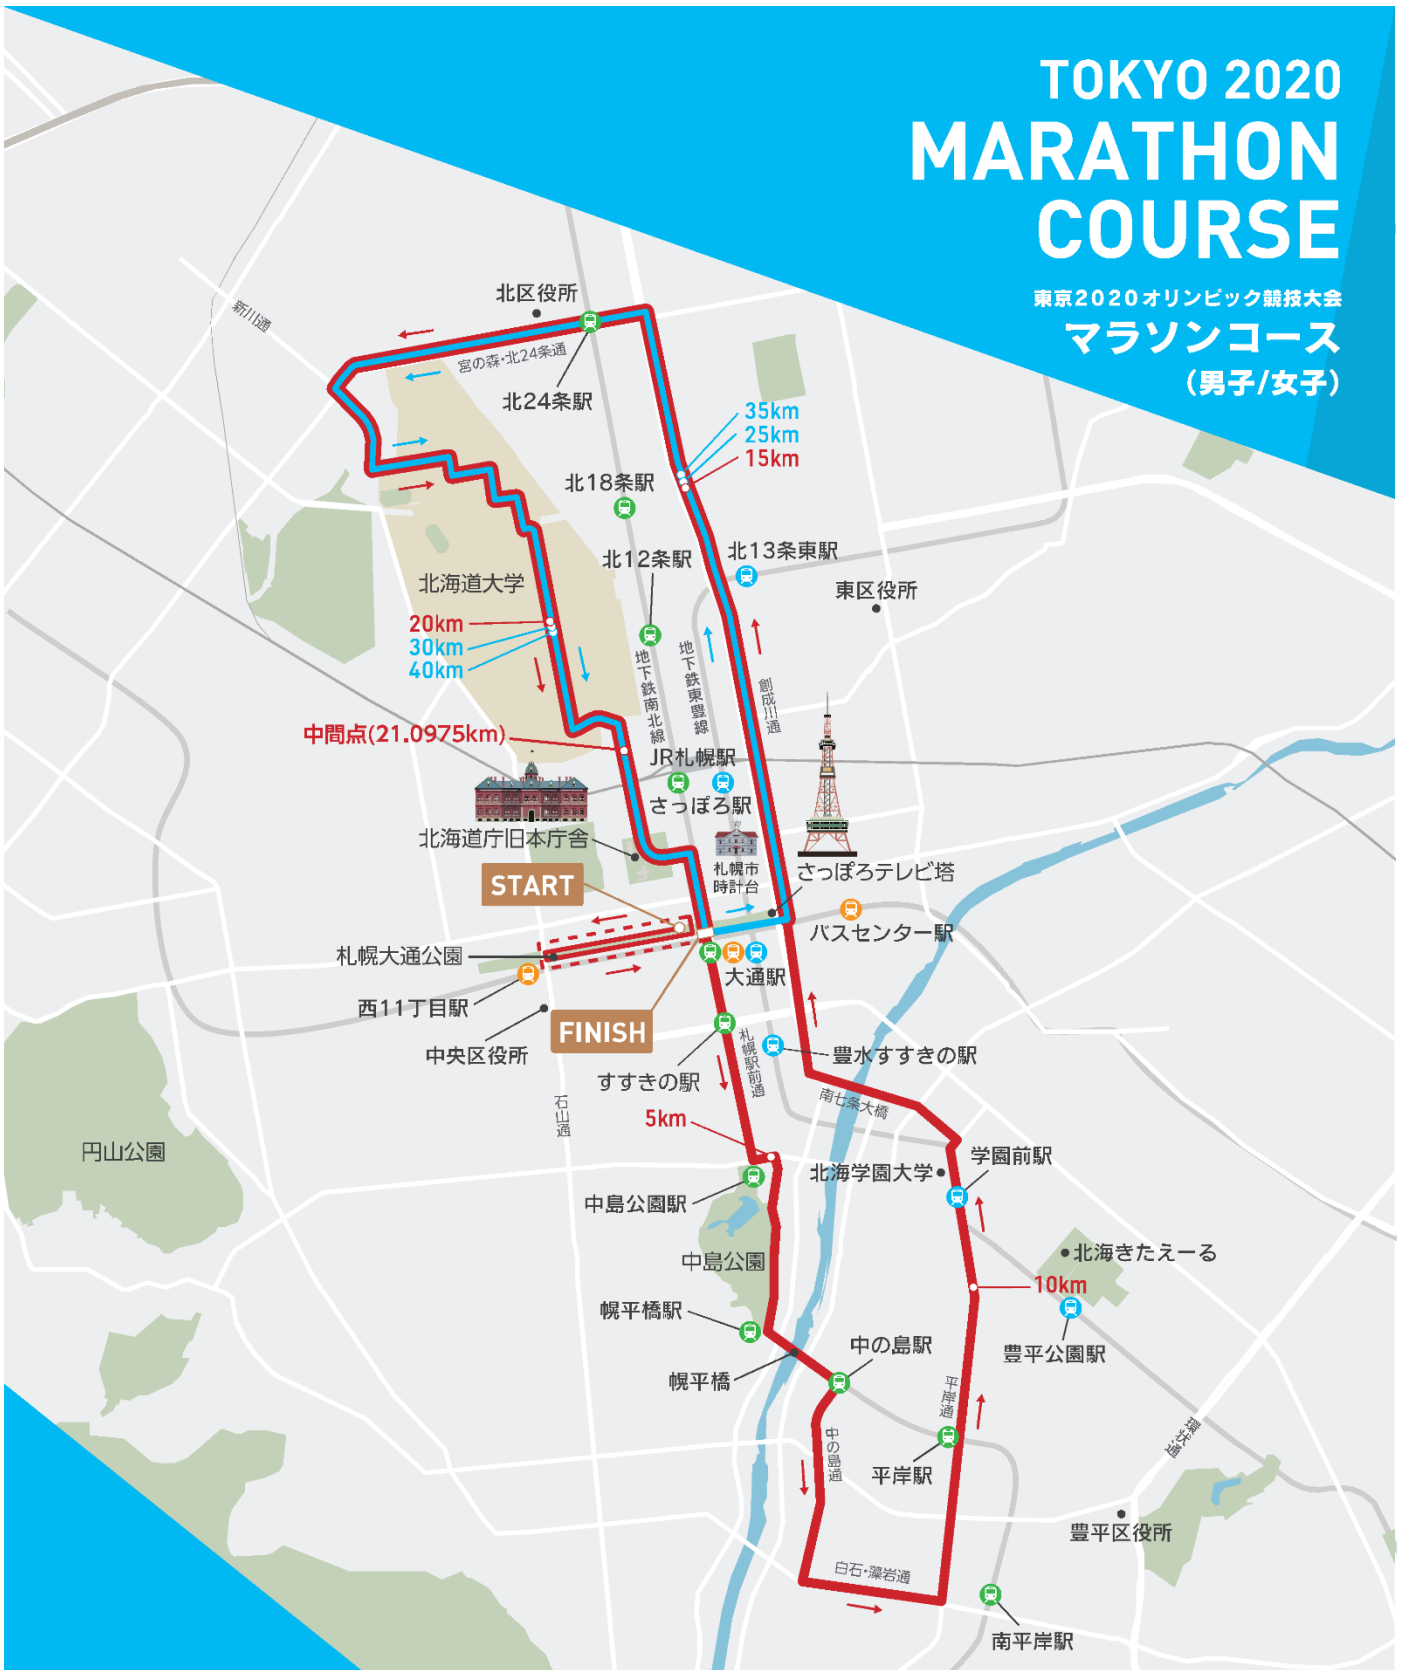 TOKYO 2020
MARATHON
COURSE
東京2020オリンピック競技大会
マラソンコース
（男子/女子）
北区役所
新川通
宮の森・北24条通
北24条駅
35km
25km
15km
北18条駅
北12条駅
北13条東駅
東区役所
北海道大学
20km
30km
40km
地下鉄南北線
地下鉄東豊線
創成川通
中間点(21.0975km)
JR札幌駅
さっぽろ駅
北海道庁旧本庁舎
札幌市
時計台
さっぽろテレビ塔
START
バスセンター駅
札幌大通公園
大通駅
西11丁目駅
FINISH
中央区役所
すすきの駅
札幌駅前通
豊水すすきの駅
石山通
南七条大橋
5km
円山公園
北海学園大学
学園前駅
中島公園駅
中島公園
北海きたえーる
10km
幌平橋駅
中の島駅
豊平公園駅
幌平橋
平岸通
環状通
中の島通
平岸駅
豊平区役所
白石・藻岩通
南平岸駅